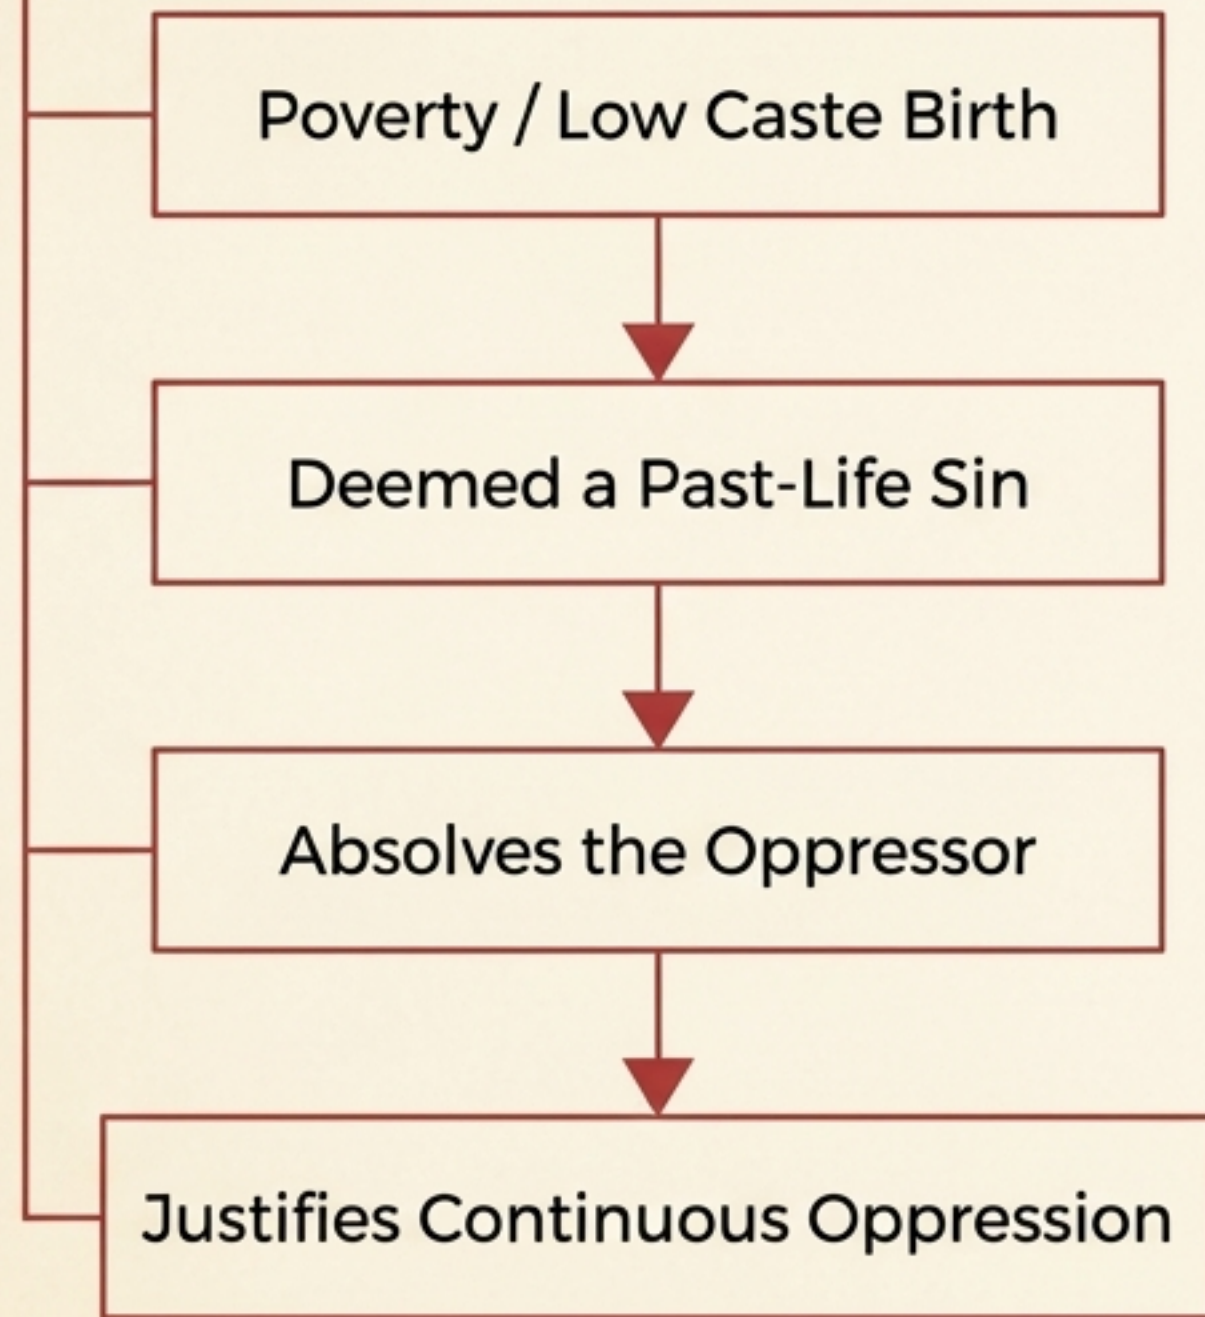 Poverty / Low Caste Birth
Deemed a Past-Life Sin
Absolves the Oppressor
Justifies Continuous Oppression